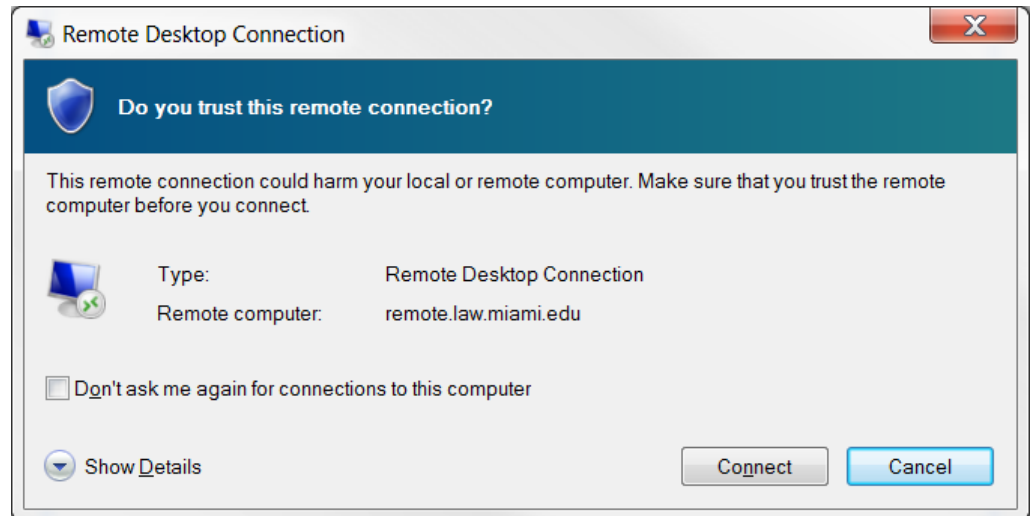 Remote Desktop Connection
X
Do you trust this remote connection?
This remote connection could harm your local or remote computer. Make sure that you trust the remote
computer before you connect.
Type: Remote Desktop Connection
Remote computer: remote.law.miami.edu
Don't ask me again for connections to this computer
Show Details
Connect Cancel